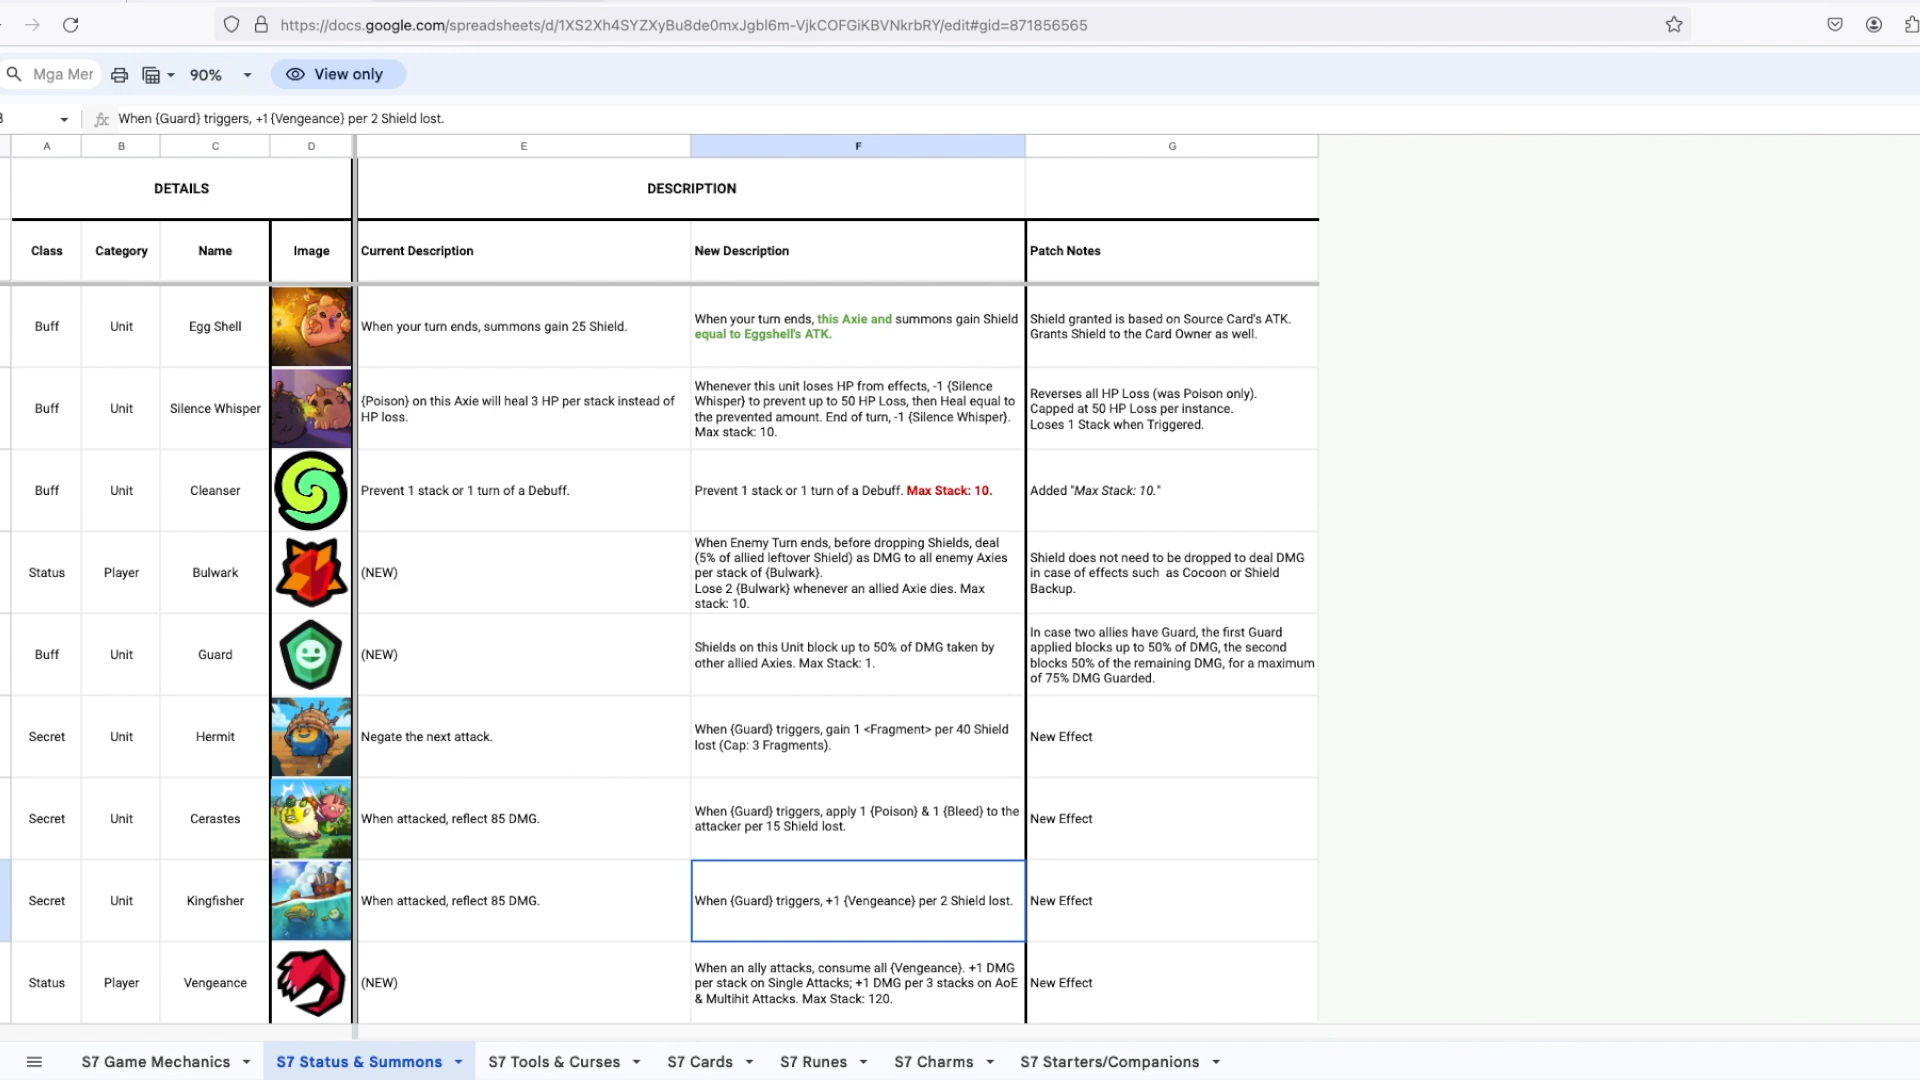 https://docs.google.com/spreadsheets/d/1XS2Xh4SYZXyBu8de0mxJgbl6m-VjkCOFGiKBVNkrbRY/edit#gid=871856565
Mga Mer
90%
View only
fx When {Guard} triggers, +1 {Vengeance} per 2 Shield lost.
A B C D E F G
DETAILS DESCRIPTION
Class Category Name Image Current Description New Description Patch Notes
Buff Unit Egg Shell
When your turn ends, summons gain 25 Shield.
When your turn ends, this Axie and summons gain Shield
equal to Eggshell's ATK.
Shield granted is based on Source Card's ATK.
Grants Shield to the Card Owner as well.
Buff Unit Silence Whisper
{Poison} on this Axie will heal 3 HP per stack instead of
HP loss.
Whenever this unit loses HP from effects, -1 {Silence
Whisper} to prevent up to 50 HP Loss, then Heal equal to
the prevented amount. End of turn, -1 {Silence Whisper}.
Max stack: 10.
Reverses all HP Loss (was Poison only).
Capped at 50 HP Loss per instance.
Loses 1 Stack when Triggered.
Buff Unit Cleanser
Prevent 1 stack or 1 turn of a Debuff.
Prevent 1 stack or 1 turn of a Debuff. Max Stack: 10.
Added "Max Stack: 10."
Status Player Bulwark
(NEW)
When Enemy Turn ends, before dropping Shields, deal
(5% of allied leftover Shield) as DMG to all enemy Axies
per stack of {Bulwark}.
Lose 2 {Bulwark} whenever an allied Axie dies. Max
stack: 10.
Shield does not need to be dropped to deal DMG
in case of effects such as Cocoon or Shield
Backup.
Buff Unit Guard
(NEW)
Shields on this Unit block up to 50% of DMG taken by
other allied Axies. Max Stack: 1.
In case two allies have Guard, the first Guard
applied blocks up to 50% of DMG, the second
blocks 50% of the remaining DMG, for a maximum
of 75% DMG Guarded.
Secret Unit Hermit
Negate the next attack.
When {Guard} triggers, gain 1 <Fragment> per 40 Shield
lost (Cap: 3 Fragments).
New Effect
Secret Unit Cerastes
When attacked, reflect 85 DMG.
When {Guard} triggers, apply 1 {Poison} & 1 {Bleed} to the
attacker per 15 Shield lost.
New Effect
Secret Unit Kingfisher
When attacked, reflect 85 DMG.
When {Guard} triggers, +1 {Vengeance} per 2 Shield lost.
New Effect
Status Player Vengeance
(NEW)
When an ally attacks, consume all {Vengeance}. +1 DMG
per stack on Single Attacks; +1 DMG per 3 stacks on AoE
& Multihit Attacks. Max Stack: 120.
New Effect
S7 Game Mechanics S7 Status & Summons S7 Tools & Curses S7 Cards S7 Runes S7 Charms S7 Starters/Companions